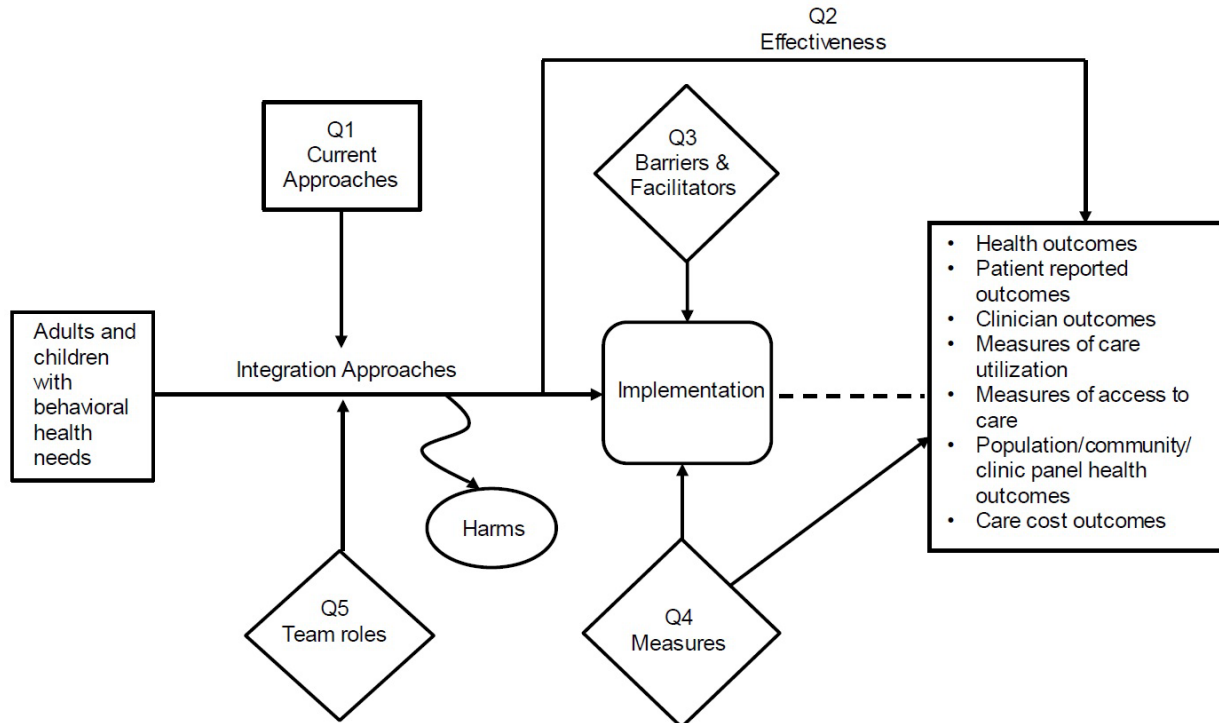 Q2
Effectiveness
Q1
Current
Approaches
Q3
Barriers &
Facilitators
• Health outcomes
• Patient reported
outcomes
• Clinician outcomes
• Measures of care
utilization
• Measures of access to
care
• Population/community/
clinic panel health
outcomes
• Care cost outcomes
Adults and
children
with
behavioral
health
needs
Integration Approaches
Implementation
Harms
Q5
Team roles
Q4
Measures